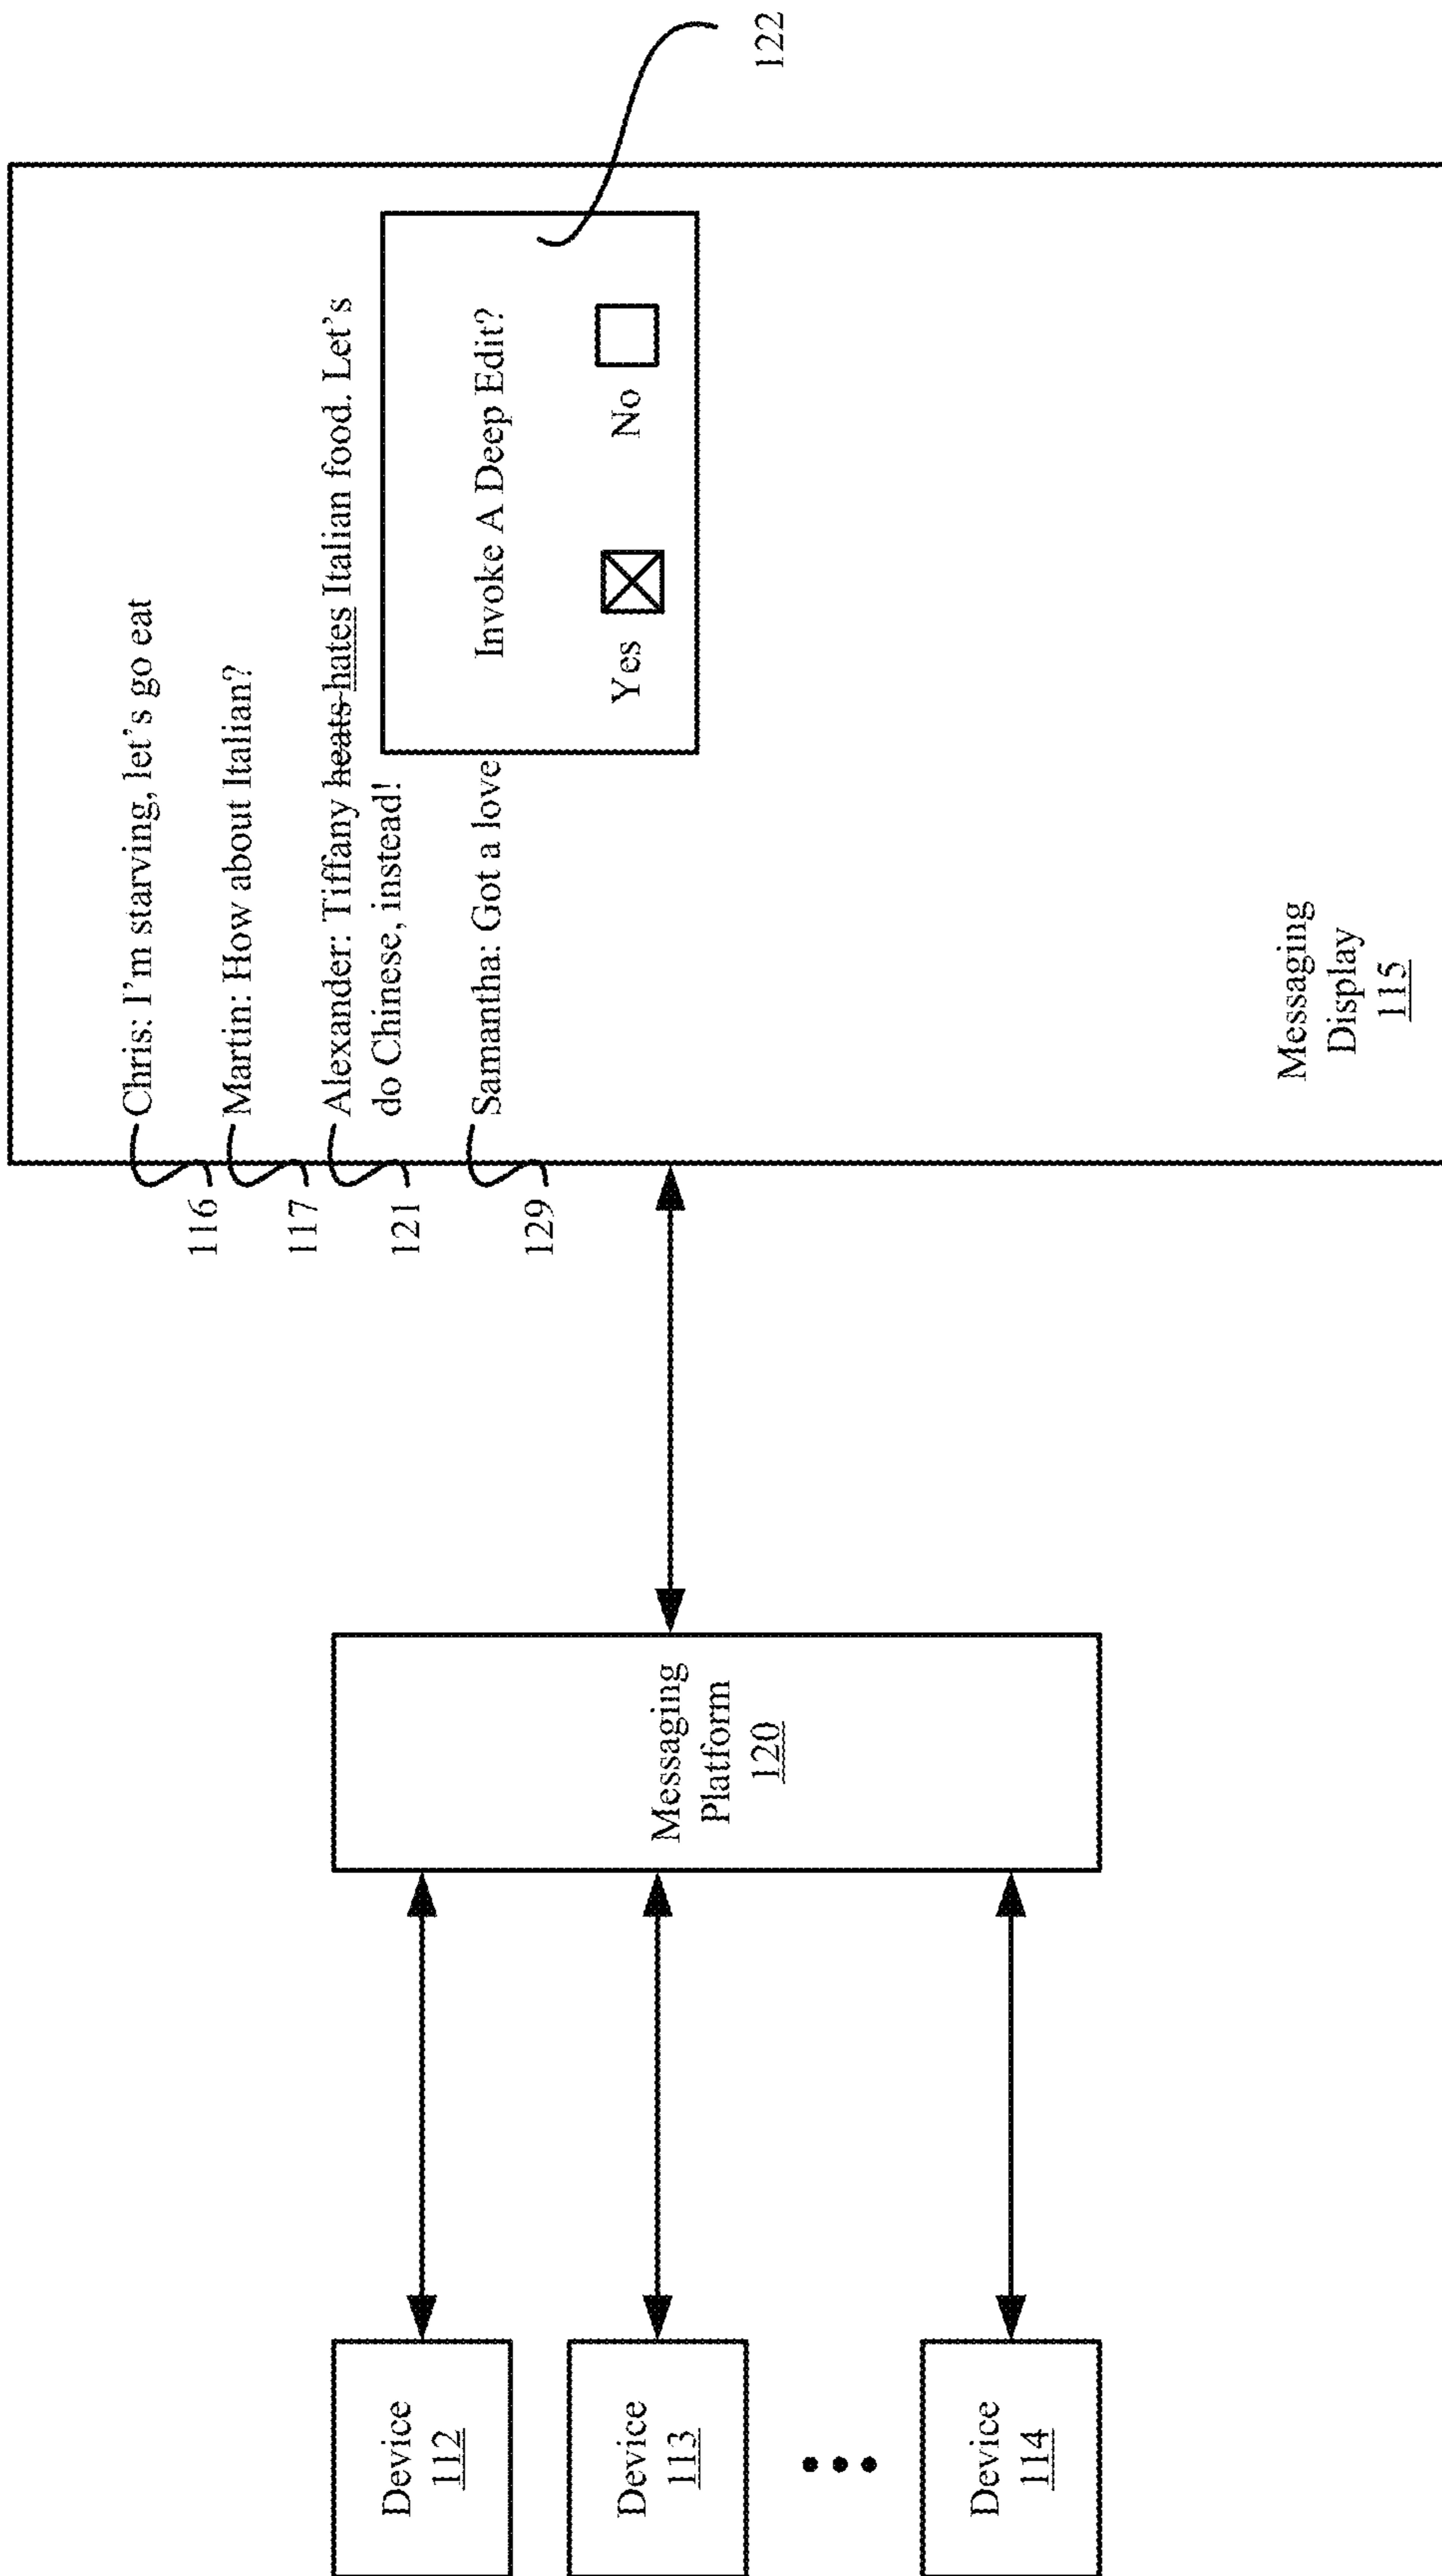 Device
112
Device
113
Device
114
Messaging
Platform
120
116
117
121
129
Chris: I'm starving, let's go eat
Martin: How about Italian?
Alexander: Tiffany heats hates Italian food. Let's
do Chinese, instead!
Samantha: Got a love
Invoke A Deep Edit?
Yes
No
122
Messaging
Display
115